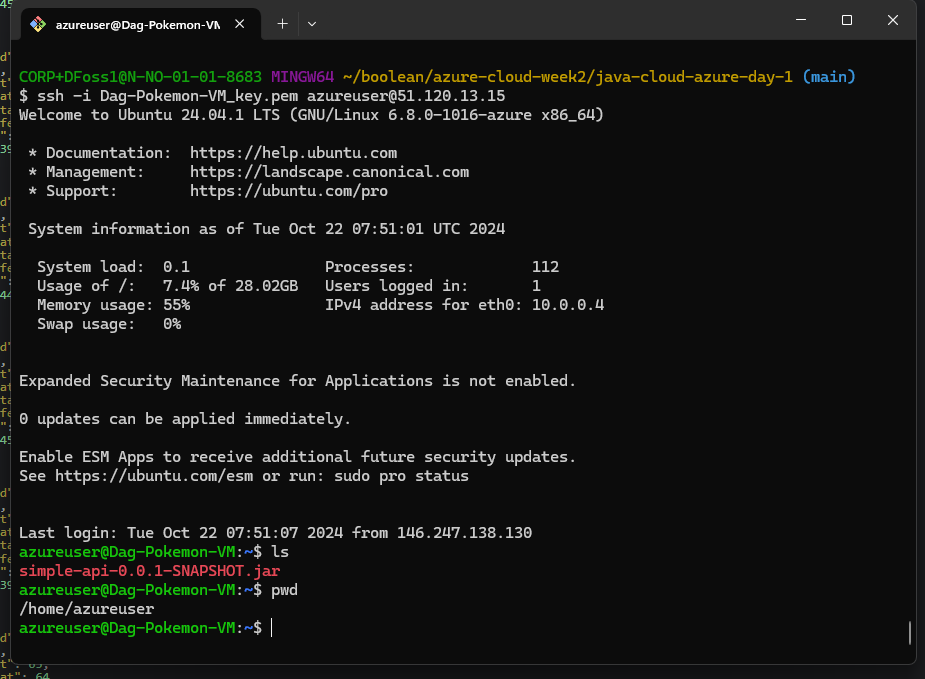 azureuser@Dag-Pokemon-VM
CORP+DFoss1@N-NO-01-01-8683 MINGW64 ~/boolean/azure-cloud-week2/java-cloud-azure-day-1 (main)
$ ssh -i Dag-Pokemon-VM_key.pem azureuser@51.120.13.15
Welcome to Ubuntu 24.04.1 LTS (GNU/Linux 6.8.0-1016-azure x86_64)
* Documentation: https://help.ubuntu.com
* Management: https://landscape.canonical.com
* Support: https://ubuntu.com/pro
System information as of Tue Oct 22 07:51:01 UTC 2024
System load: 0.1 Processes: 112
Usage of /: 7.4% of 28.02GB Users logged in: 1
Memory usage: 55% IPv4 address for eth0: 10.0.0.4
Swap usage: 0%
Expanded Security Maintenance for Applications is not enabled.
0 updates can be applied immediately.
Enable ESM Apps to receive additional future security updates.
See https://ubuntu.com/esm or run: sudo pro status
Last login: Tue Oct 22 07:51:07 2024 from 146.247.138.130
azureuser@Dag-Pokemon-VM:~$ ls
simple-api-0.0.1-SNAPSHOT.jar
azureuser@Dag-Pokemon-VM:~$ pwd
/home/azureuser
azureuser@Dag-Pokemon-VM:~$